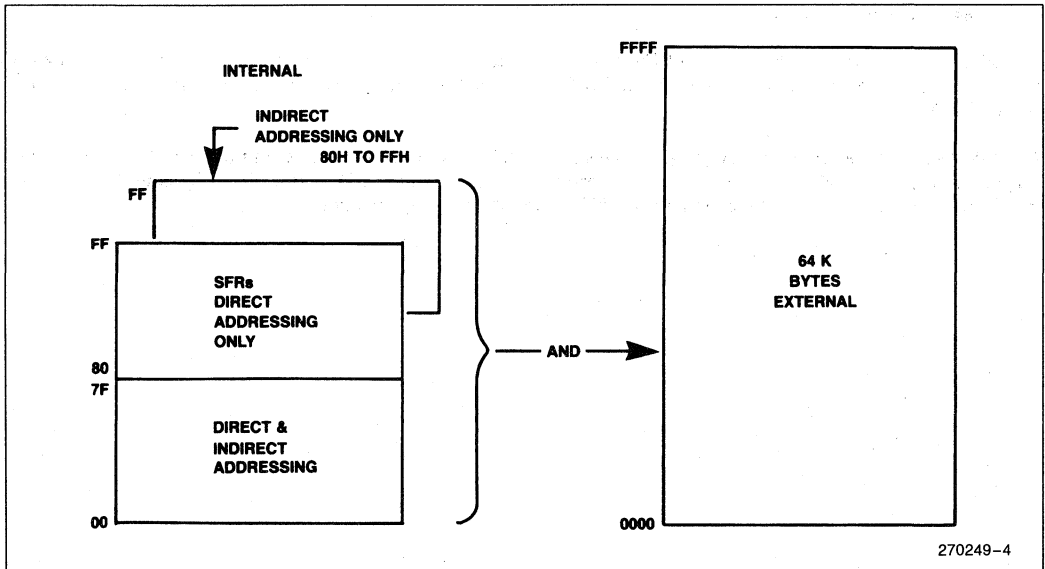 INTERNAL
INDIRECT
ADDRESSING ONLY
80H TO FFH
FF
FF
SFRs
DIRECT
ADDRESSING
ONLY
80
7F
DIRECT &
INDIRECT
ADDRESSING
00
AND
FFFF
64 K
BYTES
EXTERNAL
0000
270249-4